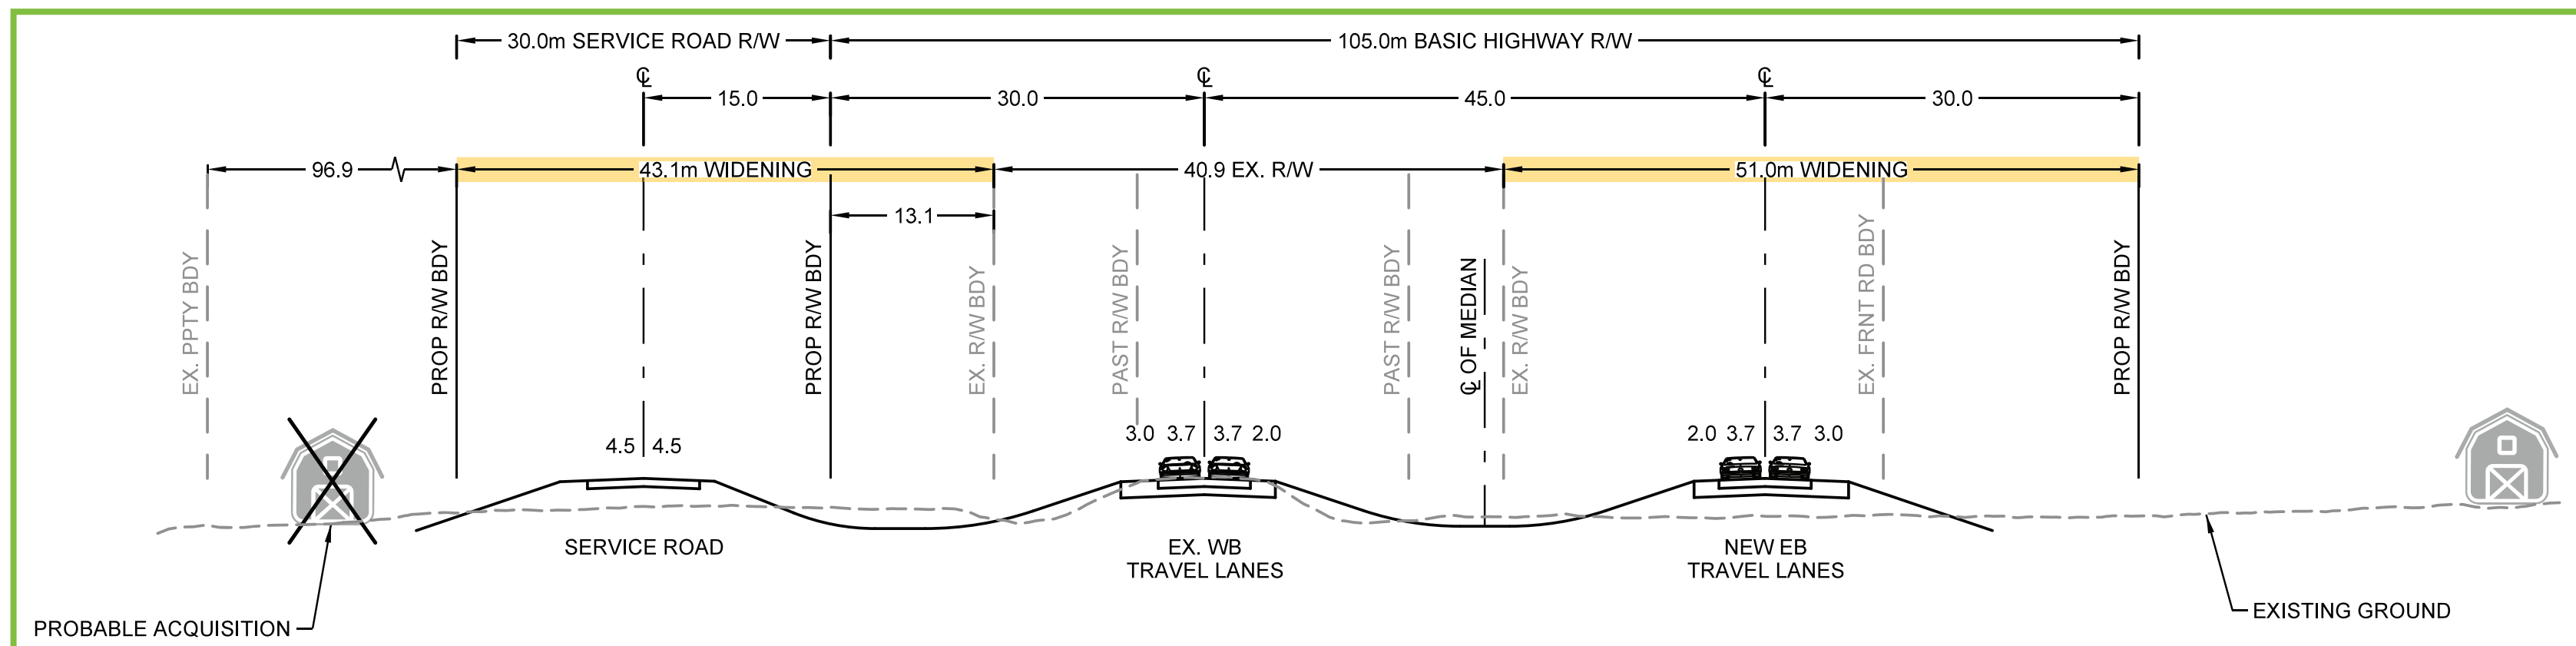 30.0m SERVICE ROAD R/W
105.0m BASIC HIGHWAY R/W
℄
℄
℄
15.0
30.0
45.0
30.0
96.9
43.1m WIDENING
40.9 EX. R/W
51.0m WIDENING
13.1
EX. PPTY BDY
PROP R/W BDY
PROP R/W BDY
EX. R/W BDY
PAST R/W BDY
PAST R/W BDY
℄ OF MEDIAN
EX. R/W BDY
EX. FRNT RD BDY
PROP R/W BDY
4.5 4.5
3.0 3.7 3.7 2.0
2.0 3.7 3.7 3.0
SERVICE ROAD
EX. WB
TRAVEL LANES
NEW EB
TRAVEL LANES
PROBABLE ACQUISITION
EXISTING GROUND